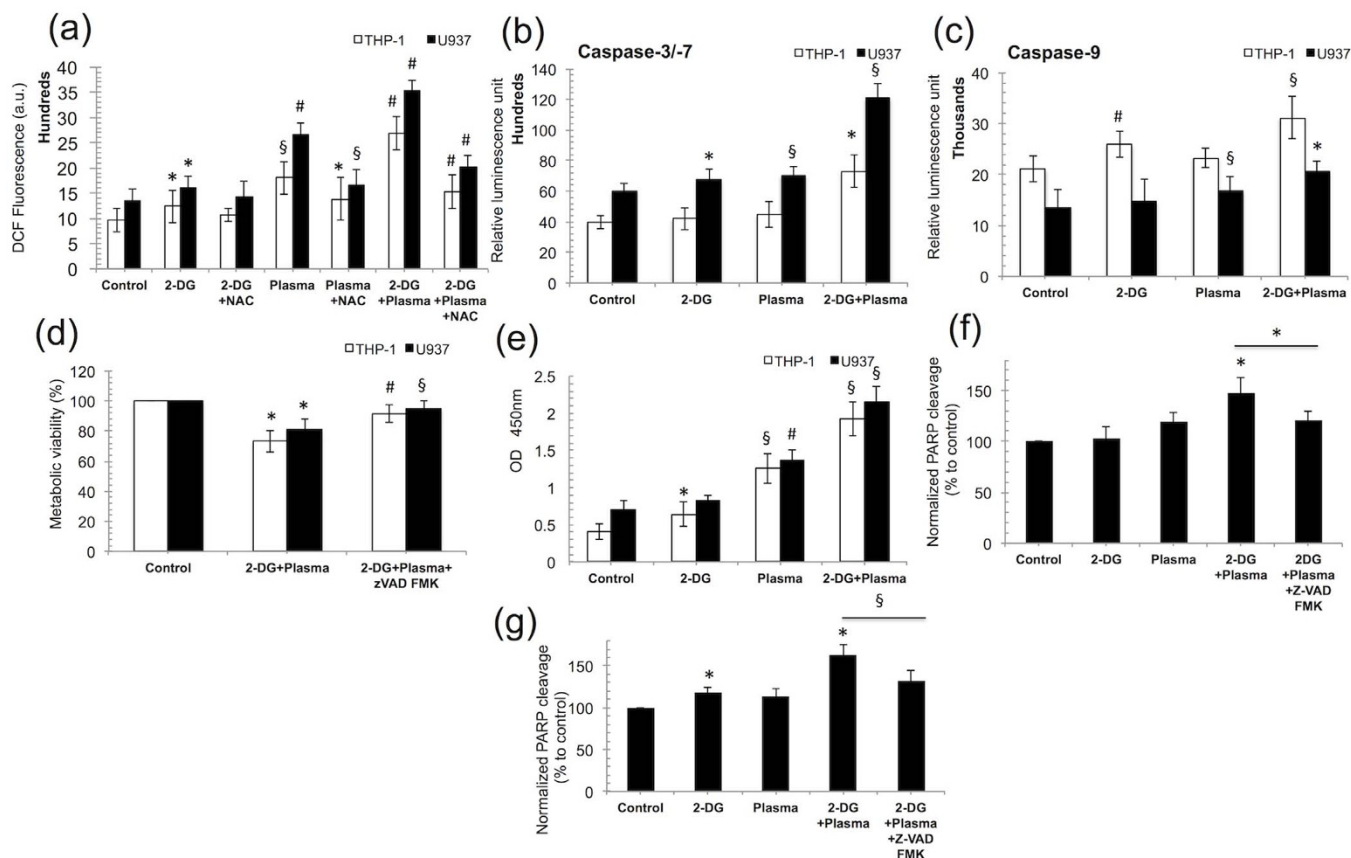 (a)
THP-1 U937
DCF Fluorescence (a.u.)
Hundreds
40
35
30
25
20
15
10
5
0
* * § # * § # # # #
Control 2-DG 2-DG Plasma Plasma 2-DG 2-DG
+NAC +NAC +Plasma +Plasma
+NAC
(b)
Caspase-3/-7
THP-1 U937
Relative luminescence unit
Hundreds
140
120
100
80
60
40
20
0
* § * §
Control 2-DG Plasma 2-DG+Plasma
(c)
Caspase-9
THP-1 U937
Relative luminescence unit
Thousands
40
30
20
10
0
# § § *
Control 2-DG Plasma 2-DG+Plasma
(d)
THP-1 U937
Metabolic viability (%)
120
100
80
60
40
20
0
* * # §
Control 2-DG+Plasma 2-DG+Plasma+
zVAD FMK
(e)
THP-1 U937
OD 450nm
2.5
2
1.5
1
0.5
0
* § # § §
Control 2-DG Plasma 2-DG+Plasma
(f)
Normalized PARP cleavage
(% to control)
150
100
50
0
*
*
Control 2-DG Plasma 2-DG 2DG
+Plasma +Plasma
+Z-VAD
FMK
(g)
Normalized PARP cleavage
(% to control)
150
100
50
0
§
* *
Control 2-DG Plasma 2-DG 2-DG
+Plasma +Plasma
+Z-VAD
FMK